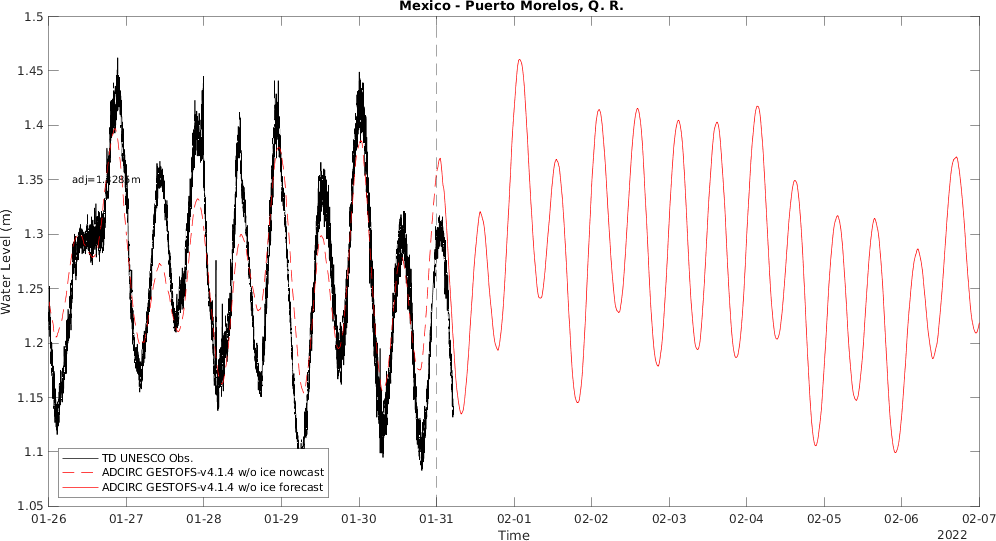 Mexico - Puerto Morelos, Q. R.
1.5
1.45
1.4
1.35
1.3
1.25
1.2
1.15
1.1
1.05
Water Level (m)
TD UNESCO Obs.
ADCIRC GESTOFS-v4.1.4 w/o ice nowcast
ADCIRC GESTOFS-v4.1.4 w/o ice forecast
01-26 01-27 01-28 01-29 01-30 01-31 02-01 02-02 02-03 02-04 02-05 02-06 02-07
Time
2022